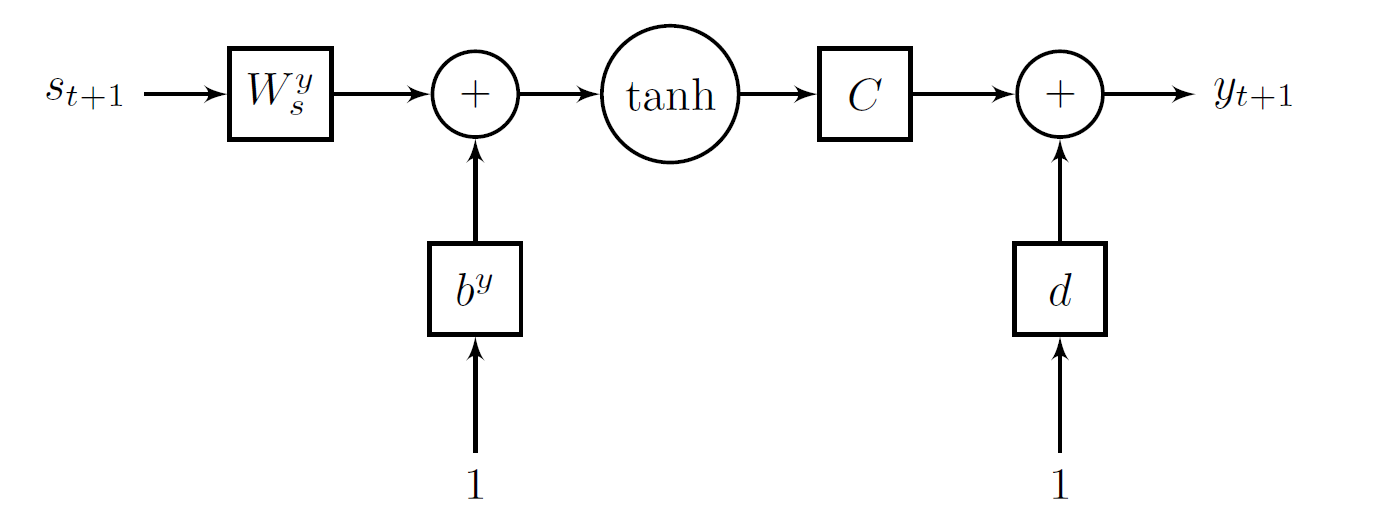 s_{t+1} W_s^y + tanh C + y_{t+1}
b^y d
1 1